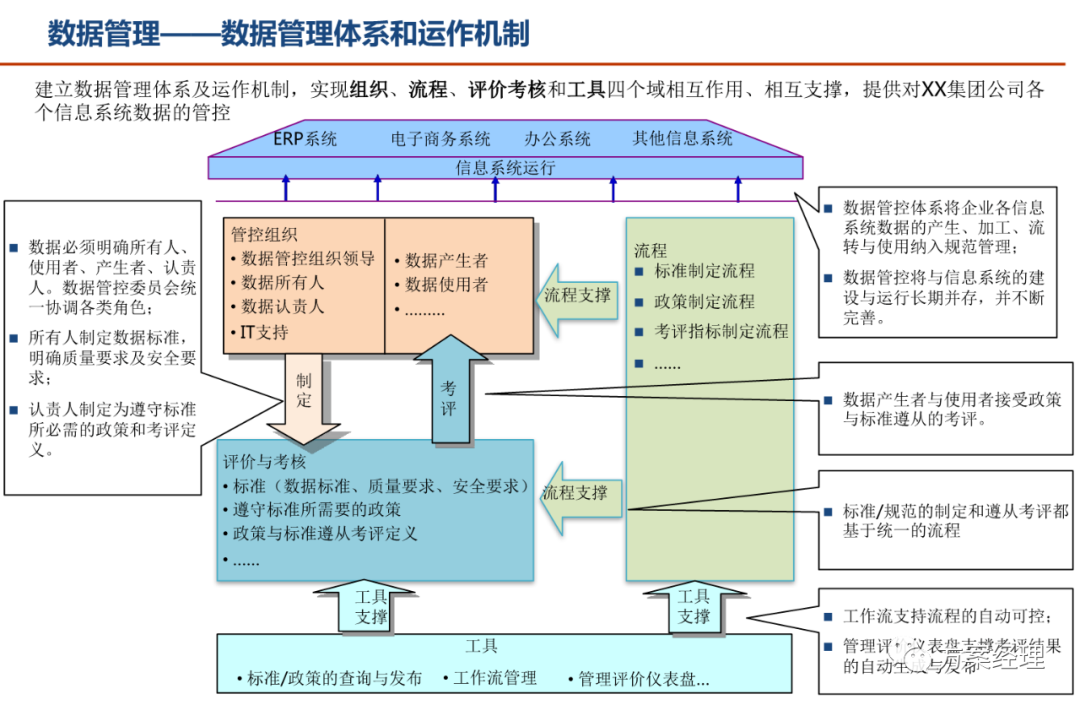 数据管理——数据管理体系和运作机制
建立数据管理体系及运作机制，实现组织、流程、评价考核和工具四个域相互作用、相互支撑，提供对XX集团公司各
个信息系统数据的管控
ERP系统 电子商务系统 办公系统 其他信息系统
信息系统运行
■ 数据必须明确所有人、
使用者、产生者、认责
人。数据管控委员会统
一协调各类角色；
■ 所有人制定数据标准，
明确质量要求及安全要
求；
■ 认责人制定为遵守标准
所必需的政策和考评定
义。
管控组织
• 数据管控组织领导
• 数据所有人
• 数据认责人
• IT支持
• 数据产生者
• 数据使用者
• ………
流程支撑
流程
■ 标准制定流程
■ 政策制定流程
■ 考评指标制定流程
■ ……
制
定
考
评
评价与考核
• 标准（数据标准、质量要求、安全要求）
• 遵守标准所需要的政策
• 政策与标准遵从考评定义
• ……
流程支撑
工具
支撑
工具
支撑
工具
• 标准/政策的查询与发布 • 工作流管理 • 管理评价仪表盘…
■ 数据管控体系将企业各信息
系统数据的产生、加工、流
转与使用纳入规范管理；
■ 数据管控将与信息系统的建
设与运行长期并存，并不断
完善。
■ 数据产生者与使用者接受政策
与标准遵从的考评。
■ 标准/规范的制定和遵从考评都
基于统一的流程
■ 工作流支持流程的自动可控；
■ 管理评 仪表盘支撑考评结果
的自动生成与发布
方案经理